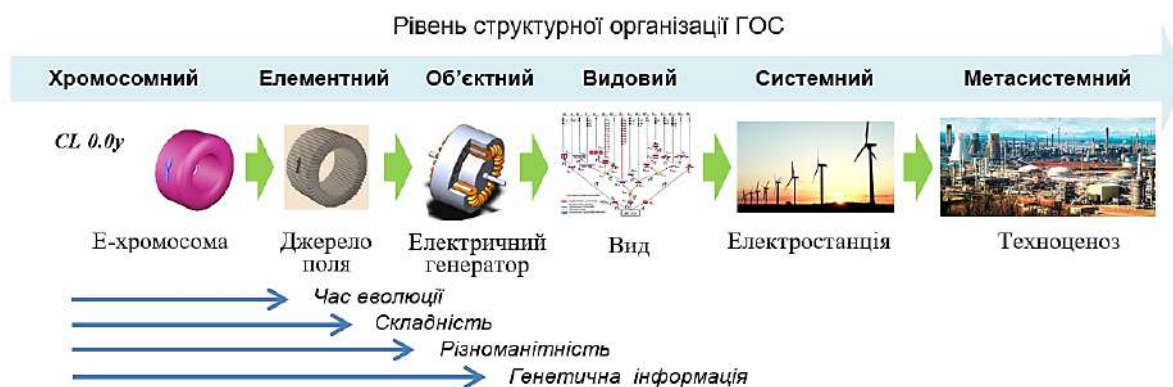 Рівень структурної організації ГОС
Хромосомний Елементний Об’єктний Видовий Системний Метасистемний
CL 0.0y
Е-хромосома Джерело поля Електричний генератор Вид Електростанція Техноценоз
Час еволюції
Складність
Різноманітність
Генетична інформація